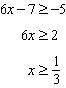 6x − 7 ≥ −5
6x ≥ 2
x ≥ 1/3